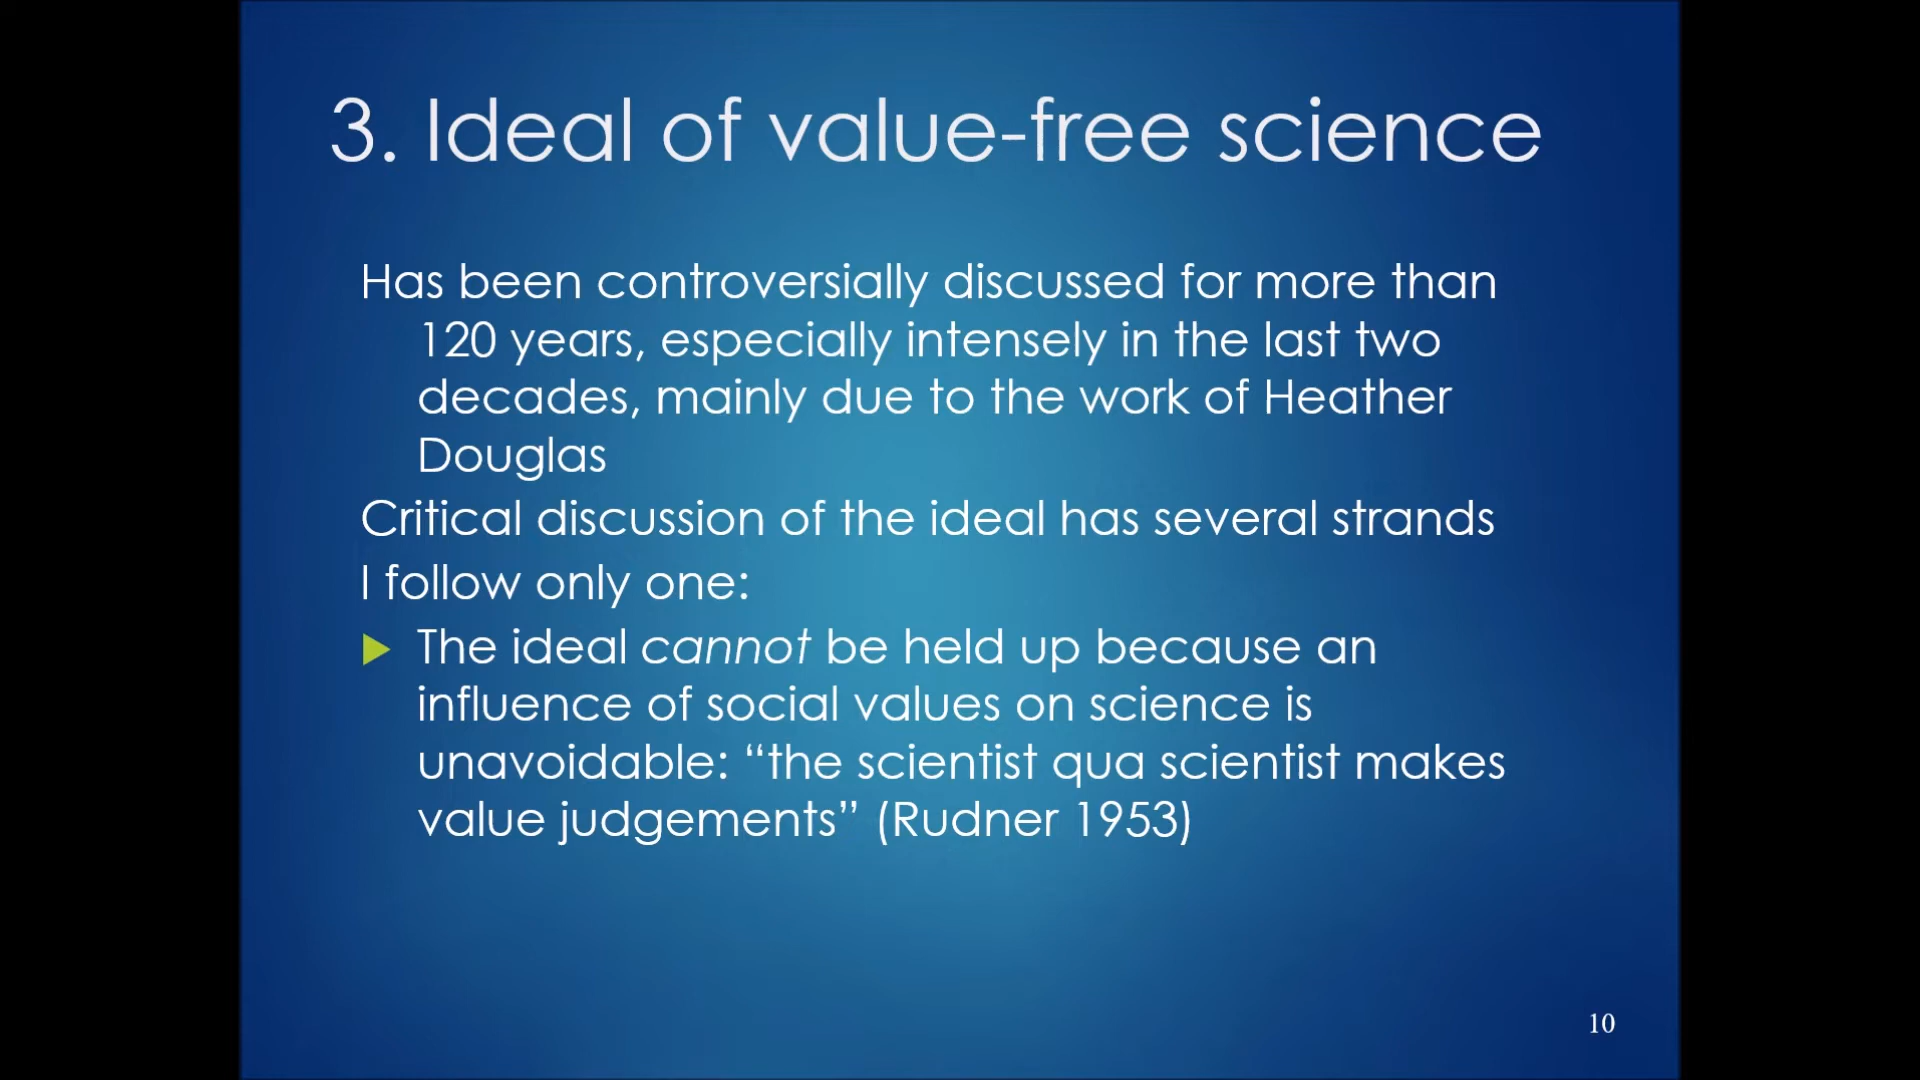 3. Ideal of value-free science
Has been controversially discussed for more than
120 years, especially intensely in the last two
decades, mainly due to the work of Heather
Douglas
Critical discussion of the ideal has several strands
I follow only one:
The ideal cannot be held up because an
influence of social values on science is
unavoidable: “the scientist qua scientist makes
value judgements” (Rudner 1953)
10